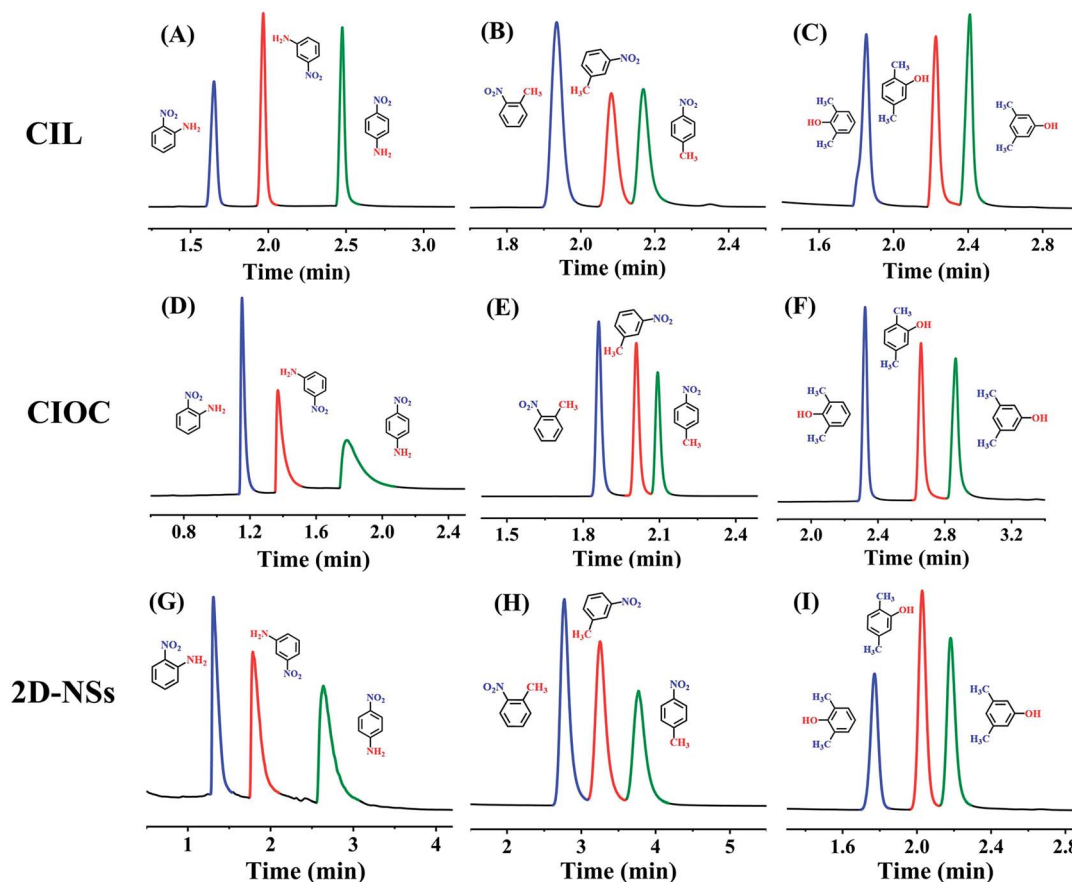 CIL
(A)
NO₂
NH₂
H₂N
NO₂
NO₂
NH₂
1.5 2.0 2.5 3.0
Time (min)
(B)
O₂N
CH₃
NO₂
H₃C
NO₂
CH₃
1.8 2.0 2.2 2.4
Time (min)
(C)
H₃C
HO
CH₃
CH₃
OH
H₃C
H₃C
OH
H₃C
1.6 2.0 2.4 2.8
Time (min)
CIOC
(D)
NO₂
NH₂
H₂N
NO₂
NO₂
NH₂
0.8 1.2 1.6 2.0 2.4
Time (min)
(E)
O₂N
CH₃
NO₂
H₃C
NO₂
CH₃
1.5 1.8 2.1 2.4
Time (min)
(F)
CH₃
HO
CH₃
CH₃
OH
H₃C
H₃C
OH
H₃C
2.0 2.4 2.8 3.2
Time (min)
2D-NSs
(G)
NO₂
NH₂
H₂N
NO₂
NO₂
NH₂
1 2 3 4
Time (min)
(H)
O₂N
CH₃
NO₂
H₃C
NO₂
CH₃
2 3 4 5
Time (min)
(I)
CH₃
HO
CH₃
CH₃
OH
H₃C
H₃C
OH
H₃C
1.6 2.0 2.4 2.8
Time (min)